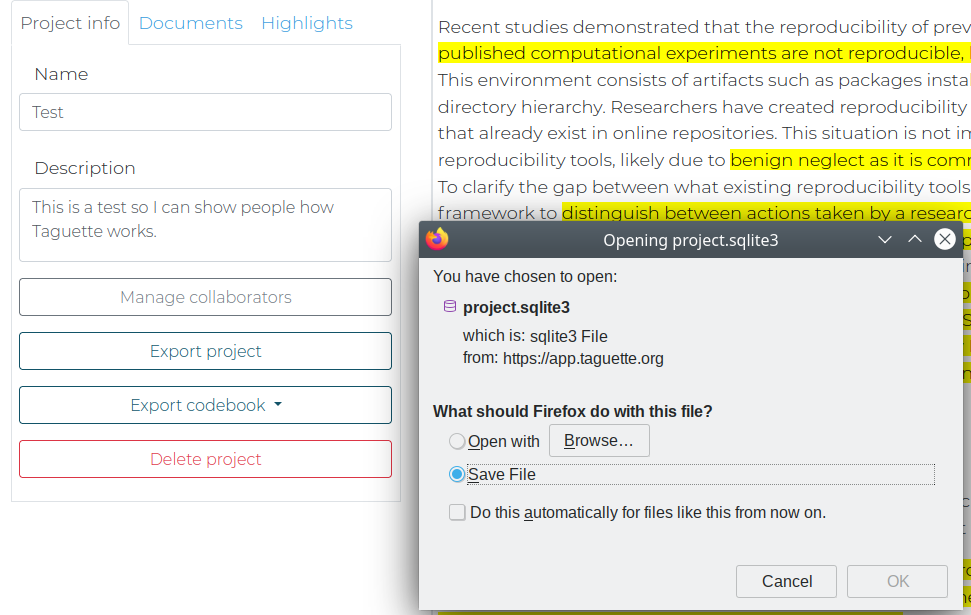 Project info Documents Highlights
Name
Test
Description
This is a test so I can show people how
Taguette works.
Manage collaborators
Export project
Export codebook
Delete project
Recent studies demonstrated that the reproducibility of prev
published computational experiments are not reproducible,
This environment consists of artifacts such as packages instal
directory hierarchy. Researchers have created reproducibility
that already exist in online repositories. This situation is not im
reproducibility tools, likely due to benign neglect as it is comm
To clarify the gap between what existing reproducibility tools
framework to distinguish between actions taken by a researc
Opening project.sqlite3
You have chosen to open:
project.sqlite3
which is: sqlite3 File
from: https://app.taguette.org
What should Firefox do with this file?
Open with Browse...
Save File
Do this automatically for files like this from now on.
Cancel OK